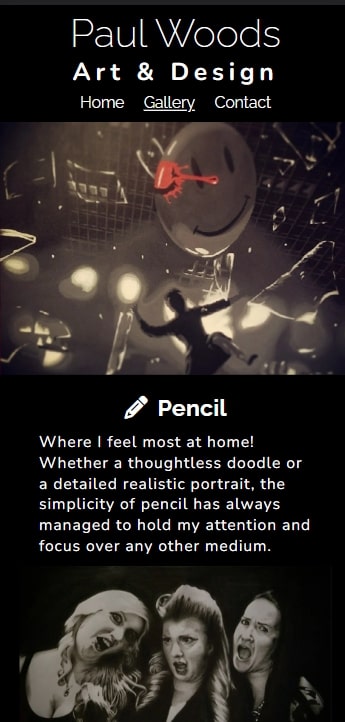 Paul Woods
Art & Design
Home Gallery Contact
Pencil
Where I feel most at home!
Whether a thoughtless doodle or
a detailed realistic portrait, the
simplicity of pencil has always
managed to hold my attention and
focus over any other medium.